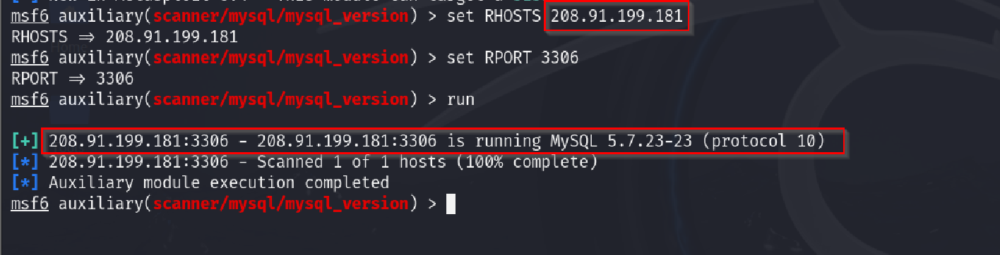 msf6 auxiliary(scanner/mysql/mysql_version) > set RHOSTS 208.91.199.181
RHOSTS ⇒ 208.91.199.181
msf6 auxiliary(scanner/mysql/mysql_version) > set RPORT 3306
RPORT ⇒ 3306
msf6 auxiliary(scanner/mysql/mysql_version) > run
[+] 208.91.199.181:3306 - 208.91.199.181:3306 is running MySQL 5.7.23-23 (protocol 10)
[*] 208.91.199.181:3306 - Scanned 1 of 1 hosts (100% complete)
[*] Auxiliary module execution completed
msf6 auxiliary(scanner/mysql/mysql_version) >